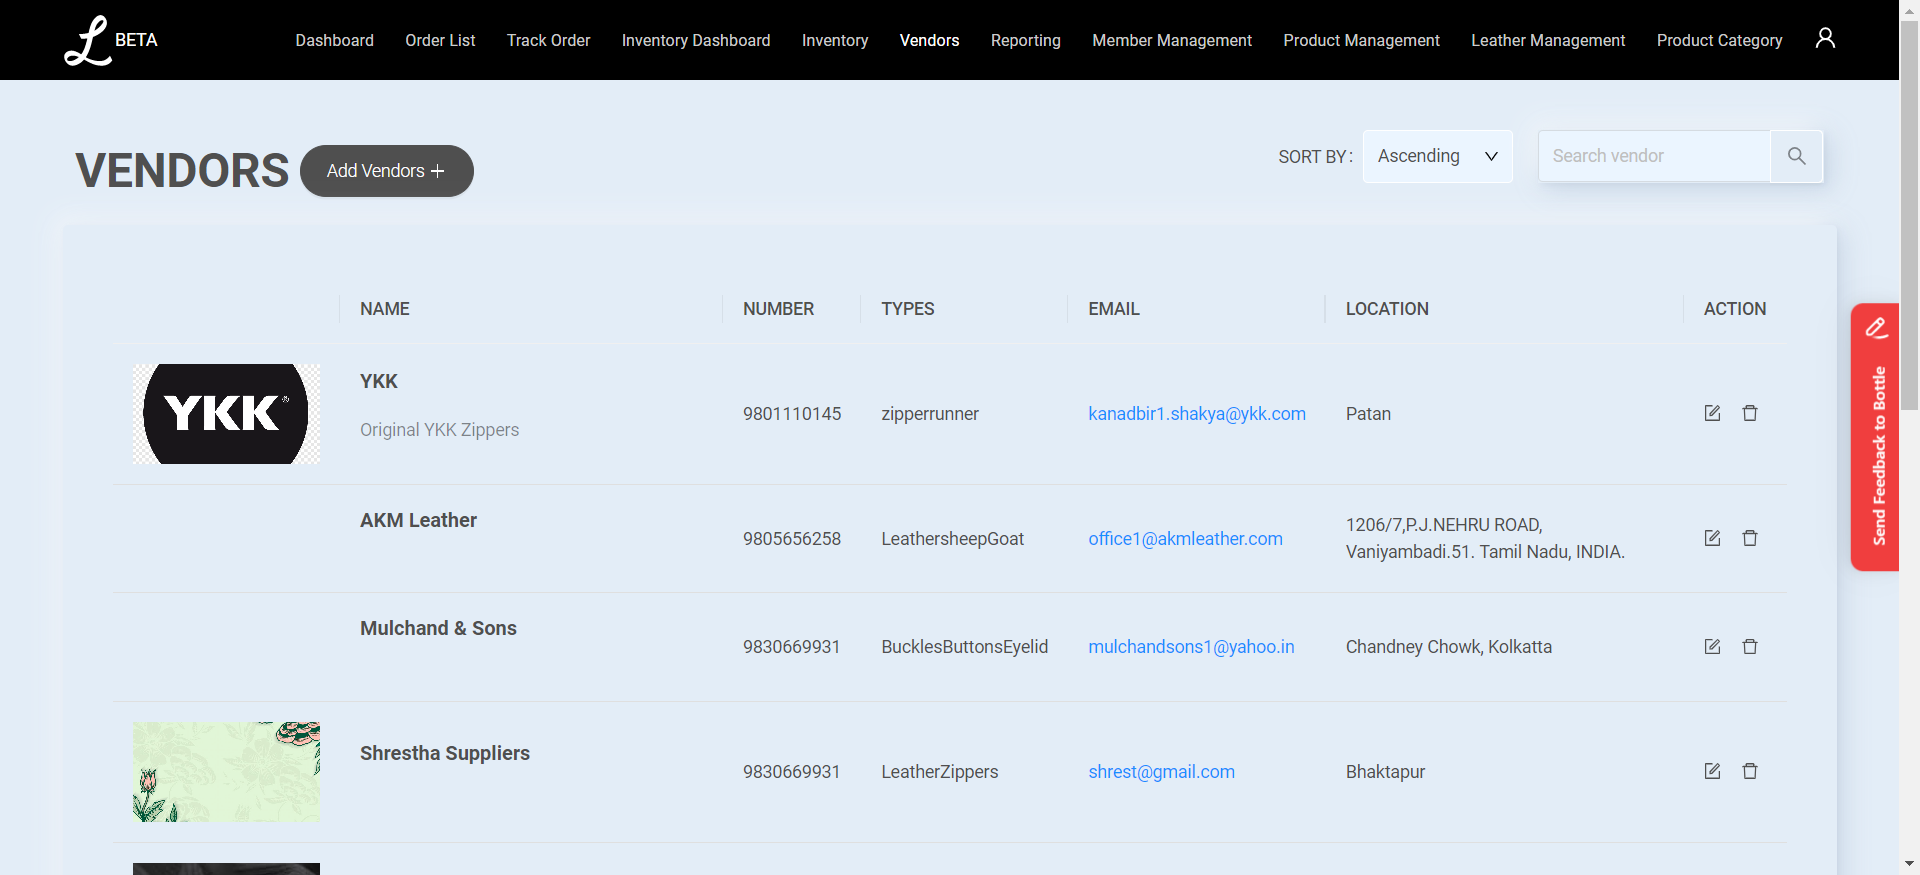 BETA
Dashboard Order List Track Order Inventory Dashboard Inventory Vendors Reporting Member Management Product Management Leather Management Product Category
VENDORS Add Vendors +
SORT BY : Ascending Search vendor
NAME NUMBER TYPES EMAIL LOCATION ACTION
YKK®
YKK
Original YKK Zippers
9801110145 zipperrunner kanadbir1.shakya@ykk.com Patan
AKM Leather
9805656258 LeathersheepGoat office1@akmleather.com
1206/7,P.J.NEHRU ROAD,
Vaniyambadi.51. Tamil Nadu, INDIA.
Mulchand & Sons
9830669931 BucklesButtonsEyelid mulchandsons1@yahoo.in Chandney Chowk, Kolkatta
Shrestha Suppliers
9830669931 LeatherZippers shrest@gmail.com Bhaktapur
Send Feedback to Bottle